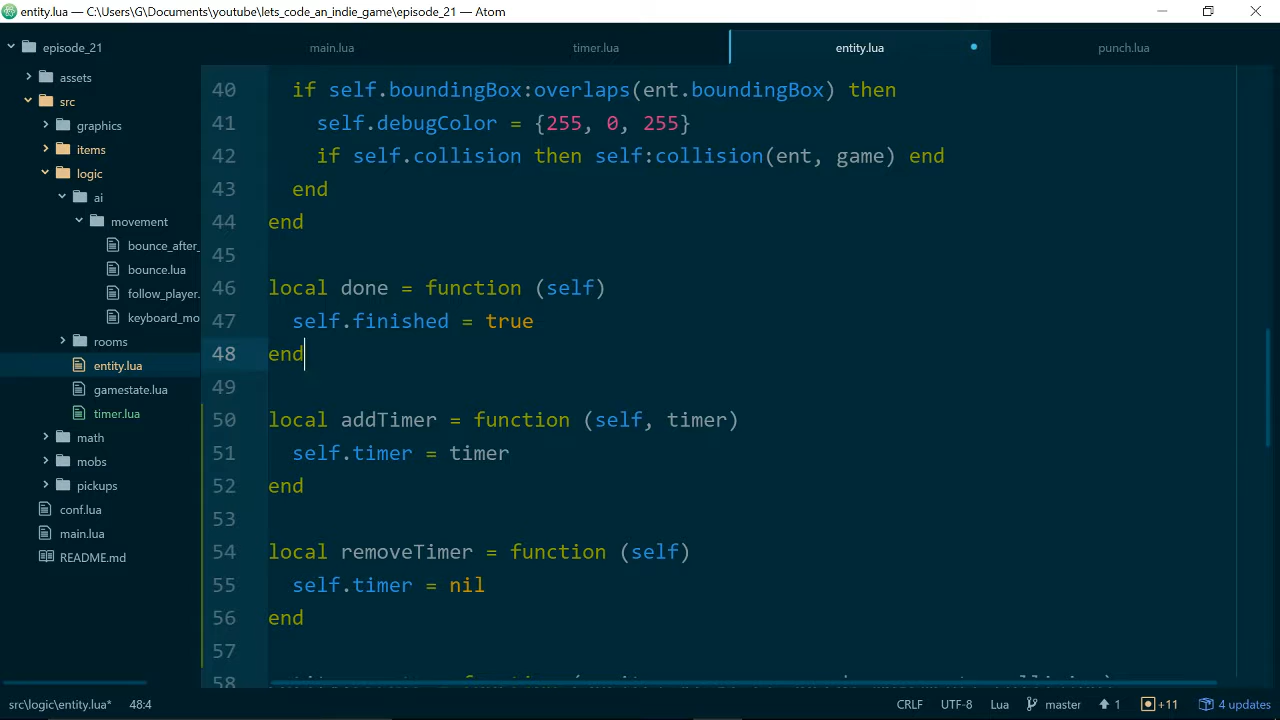 entity.lua — C:\Users\G\Documents\youtube\lets_code_an_indie_game\episode_21 — Atom
episode_21
assets
src
graphics
items
logic
ai
movement
bounce_after_
bounce.lua
follow_player.
keyboard_mo
rooms
entity.lua
gamestate.lua
timer.lua
math
mobs
pickups
conf.lua
main.lua
README.md
main.lua timer.lua entity.lua punch.lua
40 if self.boundingBox:overlaps(ent.boundingBox) then
41 self.debugColor = {255, 0, 255}
42 if self.collision then self:collision(ent, game) end
43 end
44 end
45
46 local done = function (self)
47 self.finished = true
48 end
49
50 local addTimer = function (self, timer)
51 self.timer = timer
52 end
53
54 local removeTimer = function (self)
55 self.timer = nil
56 end
57
58
src\logic\entity.lua* 48:4 CRLF UTF-8 Lua master 1 +11 4 updates